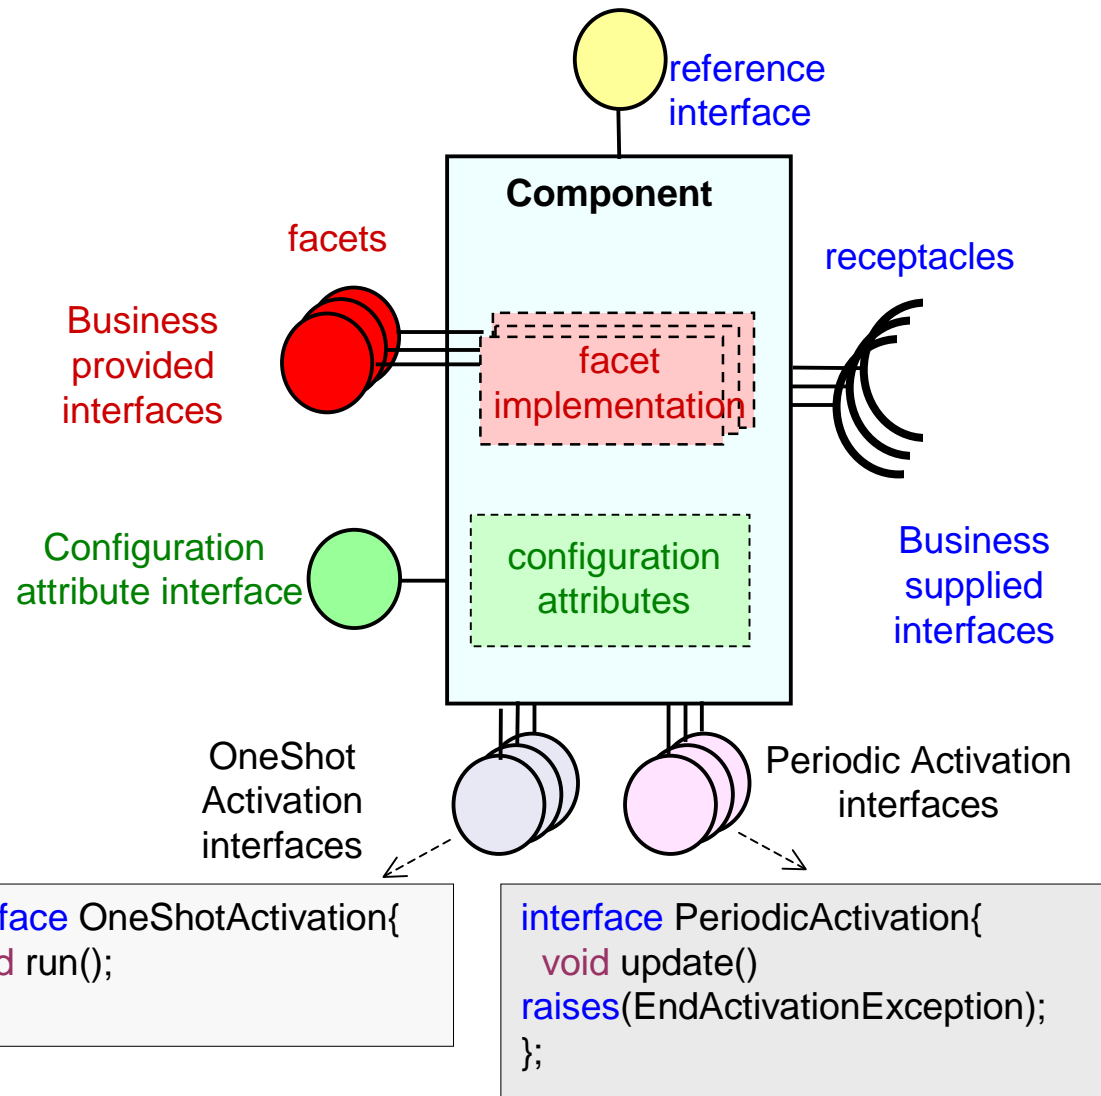 reference
interface
Component
facets
receptacles
Business
provided
interfaces
facet
implementation
Configuration
attribute interface
configuration
attributes
Business
supplied
interfaces
OneShot
Activation
interfaces
Periodic Activation
interfaces
face OneShotActivation{
d run();
interface PeriodicActivation{
void update()
raises(EndActivationException);
};